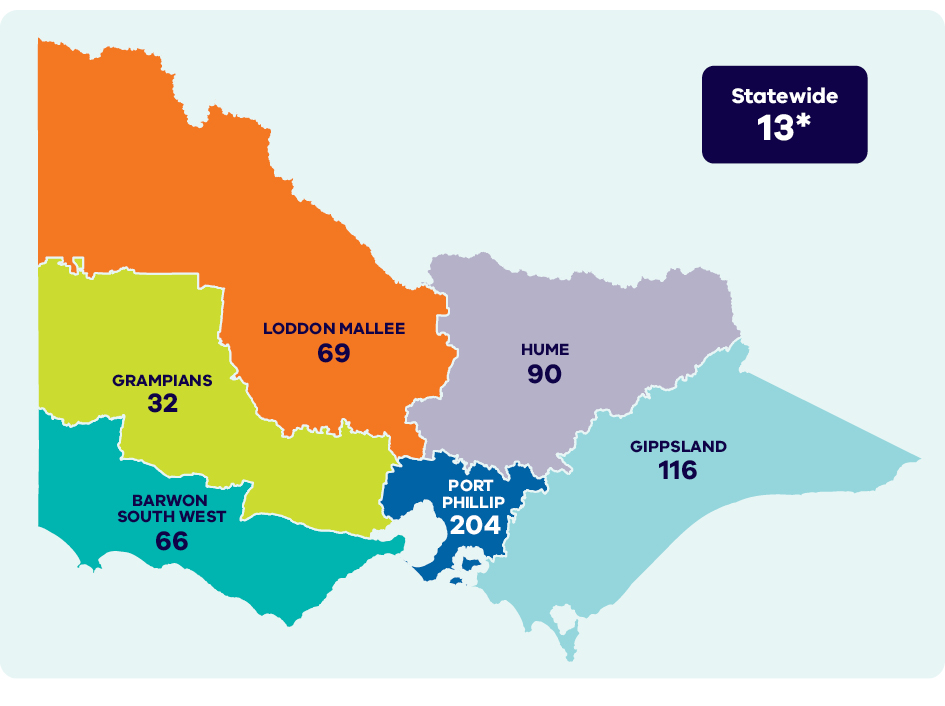 Statewide
13*
LODDON MALLEE
69
HUME
90
GRAMPIANS
32
GIPPSLAND
116
PORT
PHILLIP
204
BARWON
SOUTH WEST
66